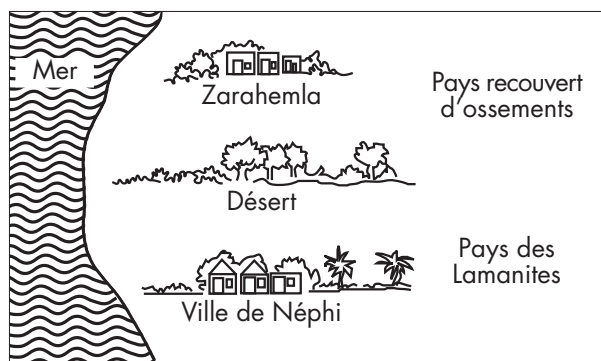 Mer
Zarahemla
Pays recouvert
d'ossements
Désert
Pays des
Lamanites
Ville de Néphi